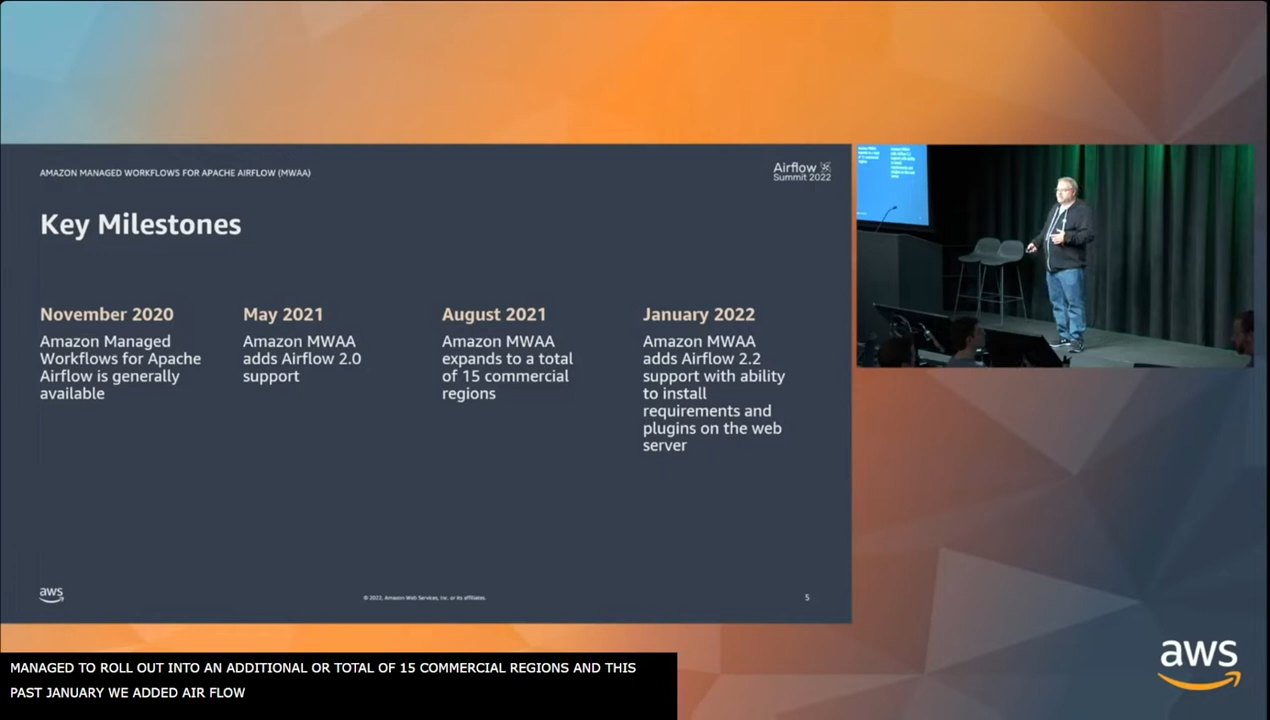 AMAZON MANAGED WORKFLOWS FOR APACHE AIRFLOW (MWAA)
Airflow
Summit 2022
Key Milestones
November 2020
Amazon Managed
Workflows for Apache
Airflow is generally
available
May 2021
Amazon MWAA
adds Airflow 2.0
support
August 2021
Amazon MWAA
expands to a total
of 15 commercial
regions
January 2022
Amazon MWAA
adds Airflow 2.2
support with ability
to install
requirements and
plugins on the web
server
aws
© 2022, Amazon Web Services, Inc. or its affiliates.
5
MANAGED TO ROLL OUT INTO AN ADDITIONAL OR TOTAL OF 15 COMMERCIAL REGIONS AND THIS
PAST JANUARY WE ADDED AIR FLOW
aws